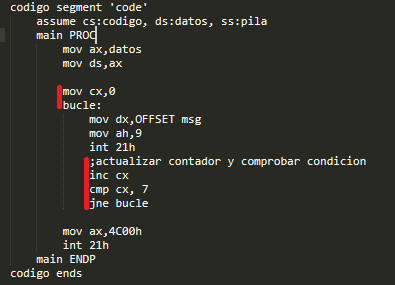 codigo segment 'code'
assume cs:codigo, ds:datos, ss:pila
main PROC
mov ax,datos
mov ds,ax
mov cx,0
bucle:
mov dx,OFFSET msg
mov ah,9
int 21h
;actualizar contador y comprobar condicion
inc cx
cmp cx, 7
jne bucle
mov ax,4C00h
int 21h
main ENDP
codigo ends